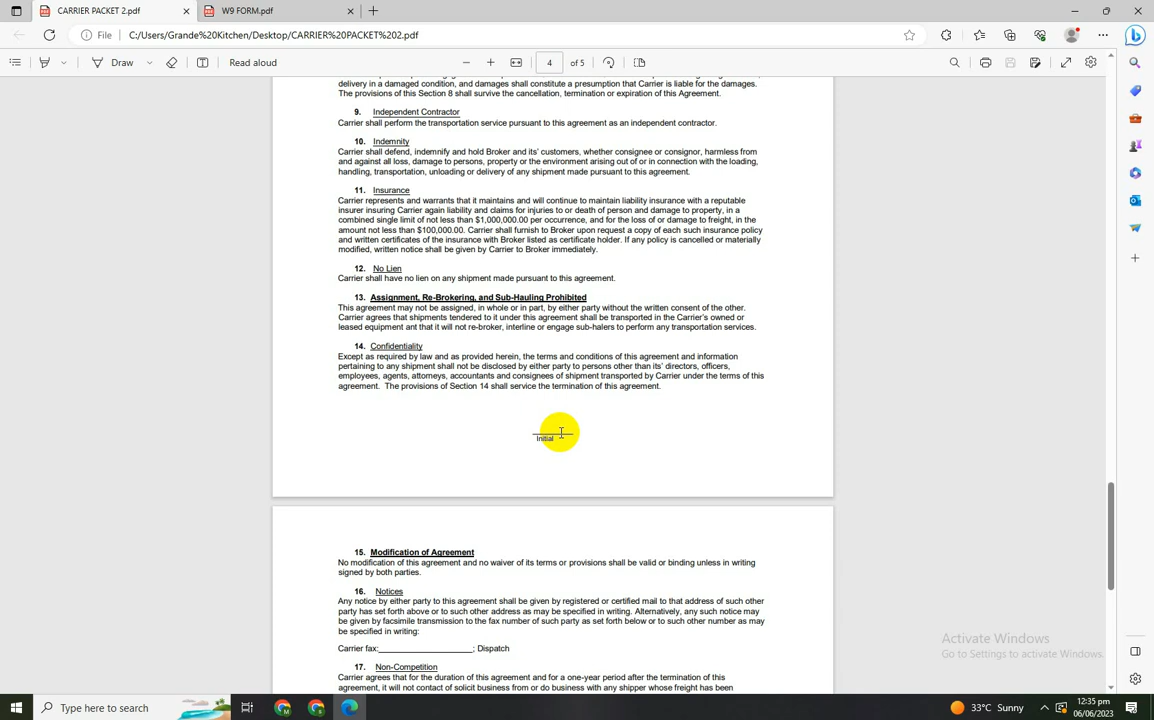 CARRIER PACKET 2.pdf
W9 FORM.pdf
File
C:/Users/Grande%20Kitchen/Desktop/CARRIER%20PACKET%202.pdf
Draw
Read aloud
4 of 5
delivery in a damaged condition, and damages shall constitute a presumption that Carrier is liable for the damages.
The provisions of this Section 8 shall survive the cancellation, termination or expiration of this Agreement.
9. Independent Contractor
Carrier shall perform the transportation service pursuant to this agreement as an independent contractor.
10. Indemnity
Carrier shall defend, indemnify and hold Broker and its' customers, whether consignee or consignor, harmless from
and against all loss, damage to persons, property or the environment arising out of or in connection with the loading,
handling, transportation, unloading or delivery of any shipment made pursuant to this agreement.
11. Insurance
Carrier represents and warrants that it maintains and will continue to maintain liability insurance with a reputable
insurer insuring Carrier again liability and claims for injuries to or death of person and damage to property, in a
combined single limit of not less than $1,000,000.00 per occurrence, and for the loss of or damage to freight, in the
amount not less than $100,000.00. Carrier shall furnish to Broker upon request a copy of each such insurance policy
and written certificates of the insurance with Broker listed as certificate holder. If any policy is cancelled or materially
modified, written notice shall be given by Carrier to Broker immediately.
12. No Lien
Carrier shall have no lien on any shipment made pursuant to this agreement.
13. Assignment, Re-Brokering, and Sub-Hauling Prohibited
This agreement may not be assigned, in whole or in part, by either party without the written consent of the other.
Carrier agrees that shipments tendered to it under this agreement shall be transported in the Carrier's owned or
leased equipment ant that it will not re-broker, interline or engage sub-halers to perform any transportation services.
14. Confidentiality
Except as required by law and as provided herein, the terms and conditions of this agreement and information
pertaining to any shipment shall not be disclosed by either party to persons other than its' directors, officers,
employees, agents, attorneys, accountants and consignees of shipment transported by Carrier under the terms of this
agreement. The provisions of Section 14 shall service the termination of this agreement.
Initial
15. Modification of Agreement
No modification of this agreement and no waiver of its terms or provisions shall be valid or binding unless in writing
signed by both parties.
16. Notices
Any notice by either party to this agreement shall be given by registered or certified mail to that address of such other
party has set forth above or to such other address as may be specified in writing. Alternatively, any such notice may
be given by facsimile transmission to the fax number of such party as set forth below or to such other number as may
be specified in writing:
Carrier fax:____________________; Dispatch
17. Non-Competition
Carrier agrees that for the duration of this agreement and for a one-year period after the termination of this
agreement, it will not contact of solicit business from or do business with any shipper whose freight has been
Activate Windows
Go to Settings to activate Windows.
Type here to search
33°C Sunny
12:35 pm
06/06/2023